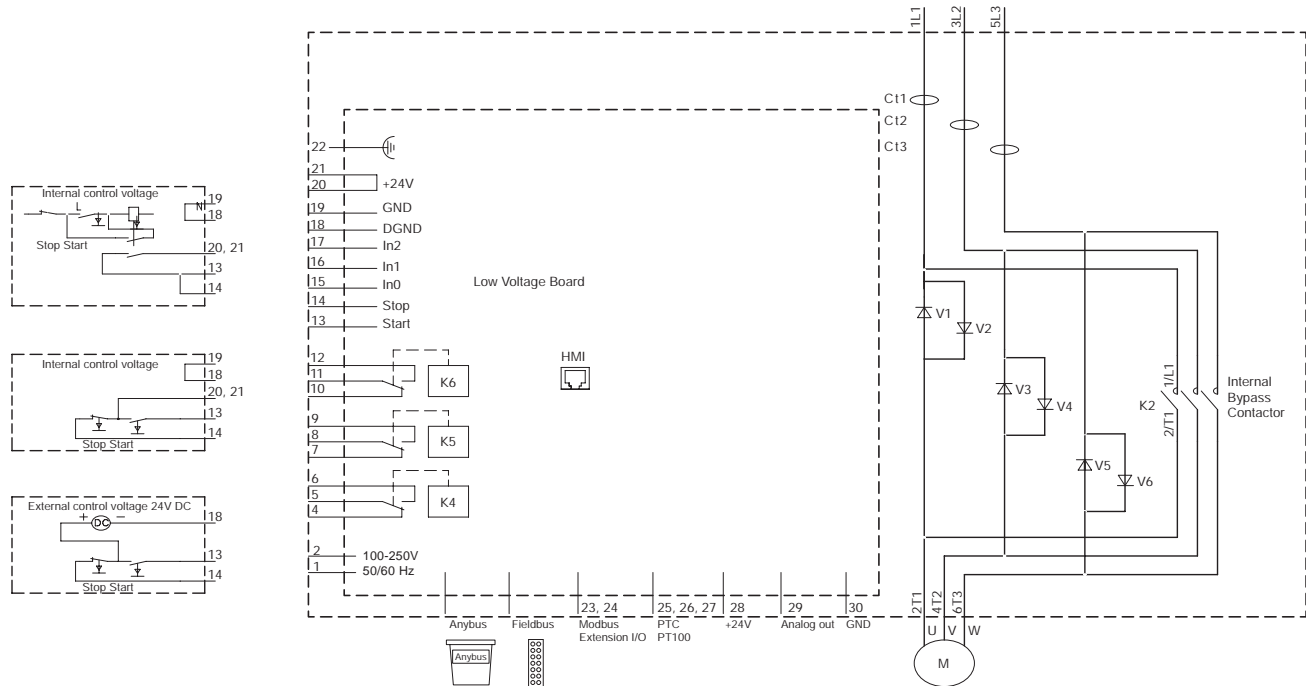 1L1
3L2
5L3
Ct1
Ct2
Ct3
Internal control voltage
L
N
19
18
Stop Start
20, 21
13
14
Internal control voltage
19
18
20, 21
13
14
Stop Start
External control voltage 24V DC
+
DC
−
18
13
14
Stop Start
22
21
20
+24V
19
GND
18
DGND
17
In2
16
In1
15
In0
14
Stop
13
Start
Low Voltage Board
HMI
12
11
10
K6
9
8
7
K5
6
5
4
K4
2
100-250V
1
50/60 Hz
Anybus
Fieldbus
23, 24
Modbus
Extension I/O
25, 26, 27
PTC
PT100
28
+24V
29
Analog out
30
GND
Anybus
V1
V2
V3
V4
V5
V6
K2
1/L1
2/T1
Internal
Bypass
Contactor
2T1
4T2
6T3
U
V
W
M